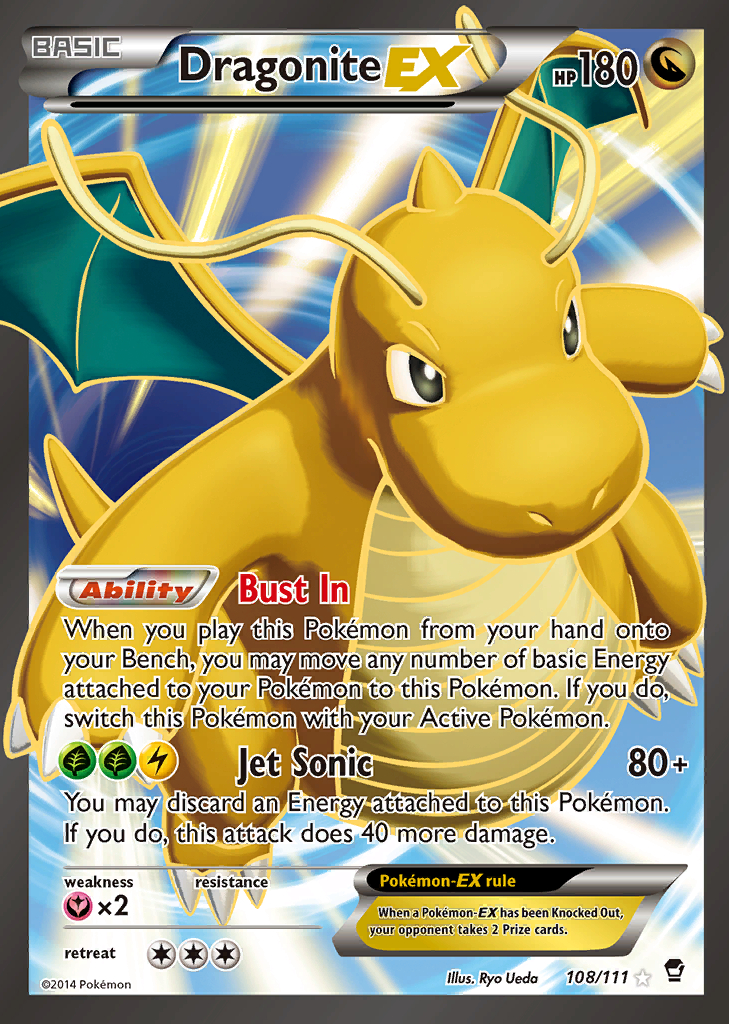 BASIC
Dragonite EX HP180
Ability Bust In
When you play this Pokémon from your hand onto
your Bench, you may move any number of basic Energy
attached to your Pokémon to this Pokémon. If you do,
switch this Pokémon with your Active Pokémon.
Jet Sonic 80+
You may discard an Energy attached to this Pokémon.
If you do, this attack does 40 more damage.
weakness resistance
×2
retreat
Pokémon-EX rule
When a Pokémon-EX has been Knocked Out,
your opponent takes 2 Prize cards.
©2014 Pokémon
Illus. Ryo Ueda 108/111